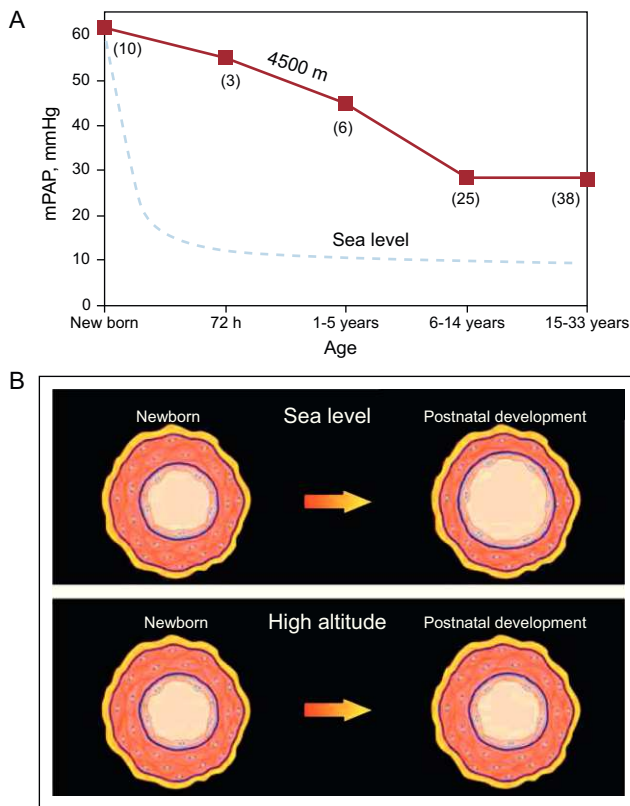 A
mPAP, mmHg
60
50
40
30
20
10
0
(10)
(3)
4500 m
(6)
(25)
(38)
Sea level
New born
72 h
1-5 years
6-14 years
15-33 years
Age
B
Newborn
Sea level
Postnatal development
Newborn
High altitude
Postnatal development